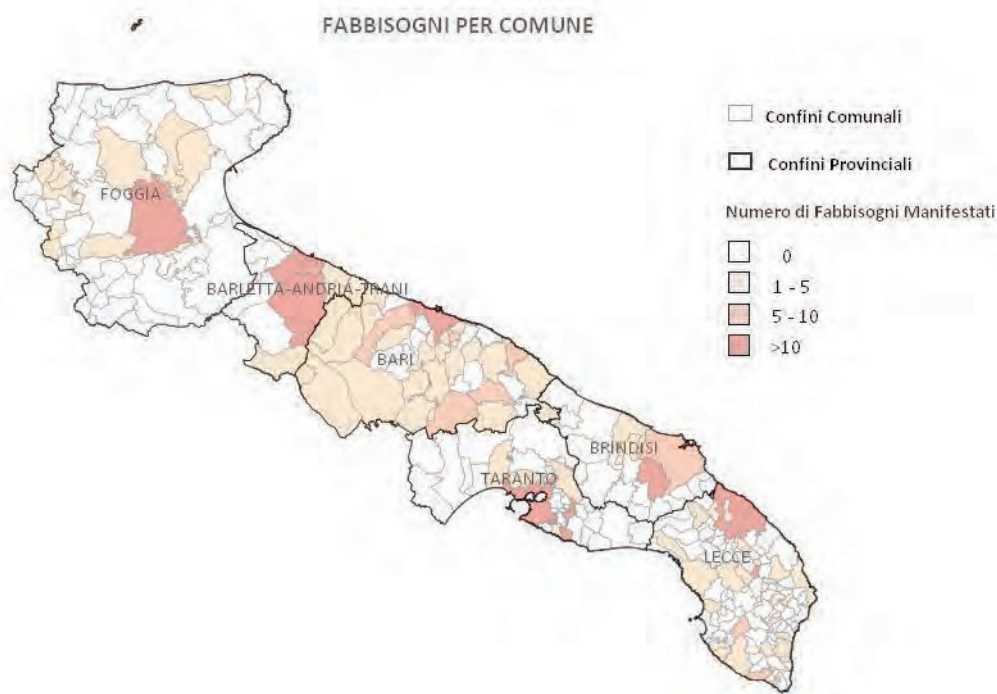 FABBISOGNI PER COMUNE
Confini Comunali
Confini Provinciali
Numero di Fabbisogni Manifestati
0
1 - 5
5 - 10
>10
FOGGIA
BARLETTA-ANDRIA-TRANI
BARI
BRINDISI
TARANTO
LECCE